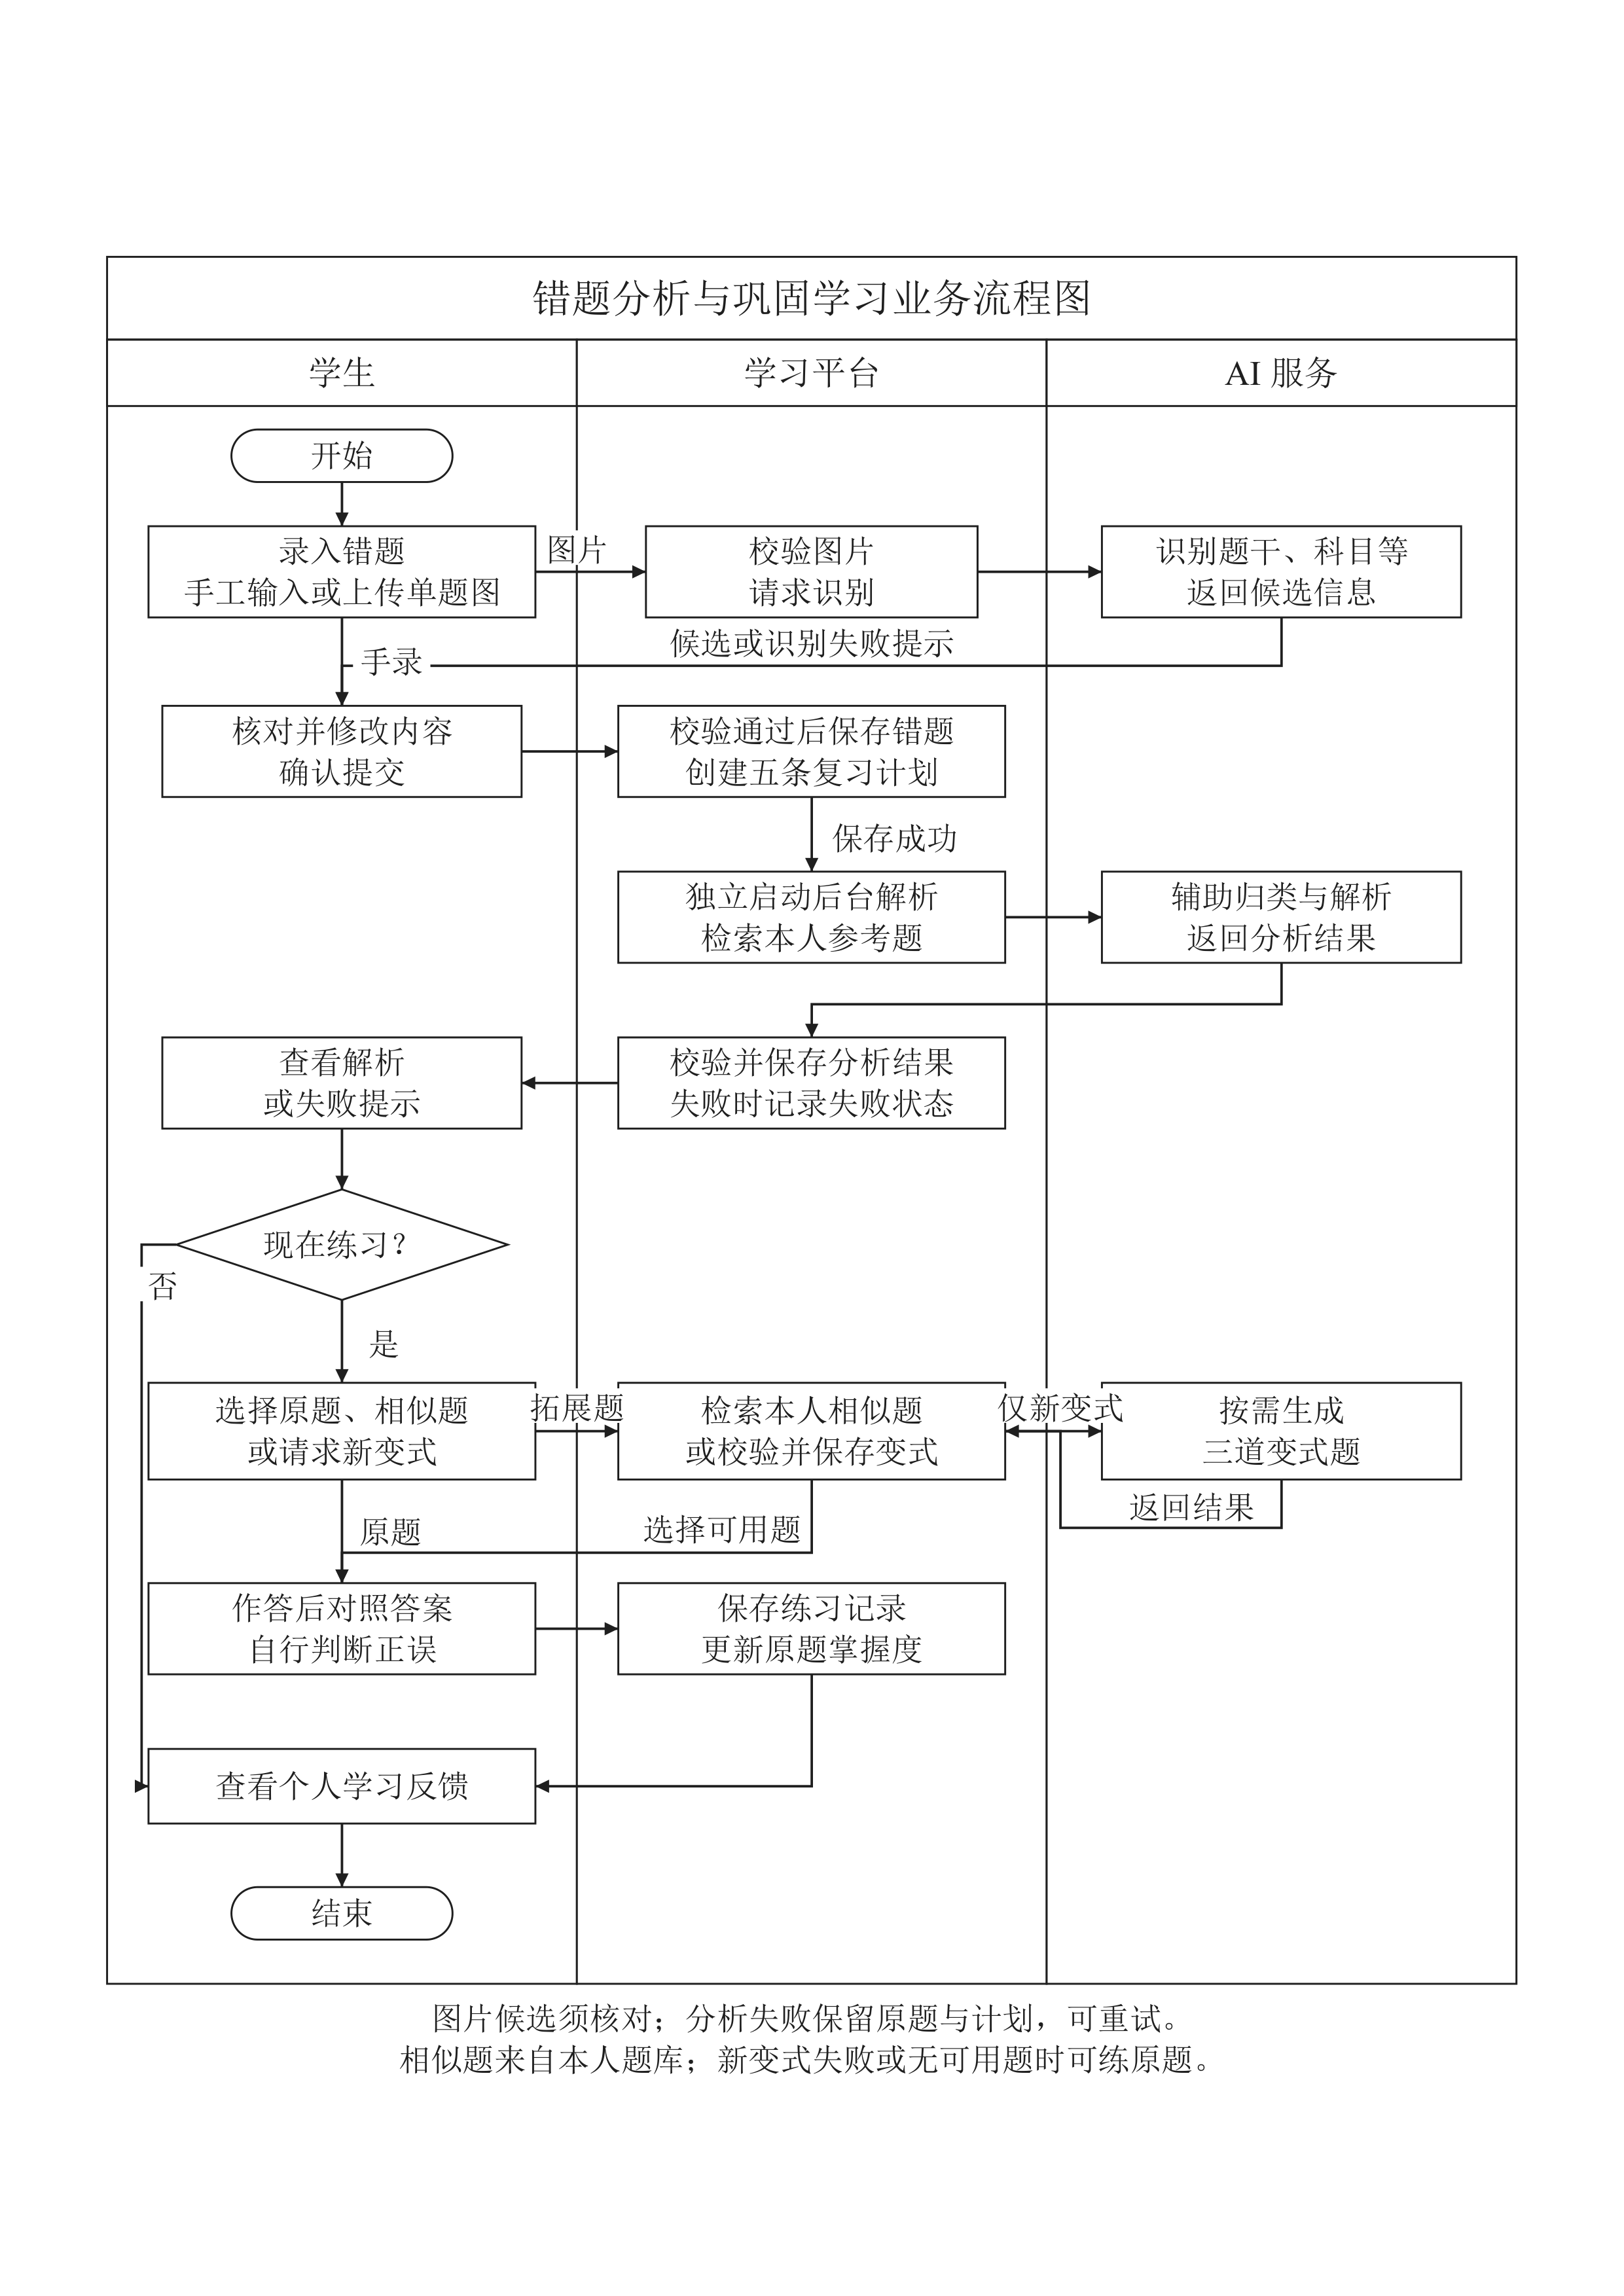 错题分析与巩固学习业务流程图
学生
学习平台
AI 服务
开始
录入错题
手工输入或上传单题图
图片
校验图片
请求识别
识别题干、科目等
返回候选信息
候选或识别失败提示
手录
核对并修改内容
确认提交
校验通过后保存错题
创建五条复习计划
保存成功
独立启动后台解析
检索本人参考题
辅助归类与解析
返回分析结果
查看解析
或失败提示
校验并保存分析结果
失败时记录失败状态
现在练习？
否
是
选择原题、相似题
或请求新变式
拓展题
检索本人相似题
或校验并保存变式
仅新变式
按需生成
三道变式题
返回结果
原题
选择可用题
作答后对照答案
自行判断正误
保存练习记录
更新原题掌握度
查看个人学习反馈
结束
图片候选须核对；分析失败保留原题与计划，可重试。
相似题来自本人题库；新变式失败或无可用题时可练原题。